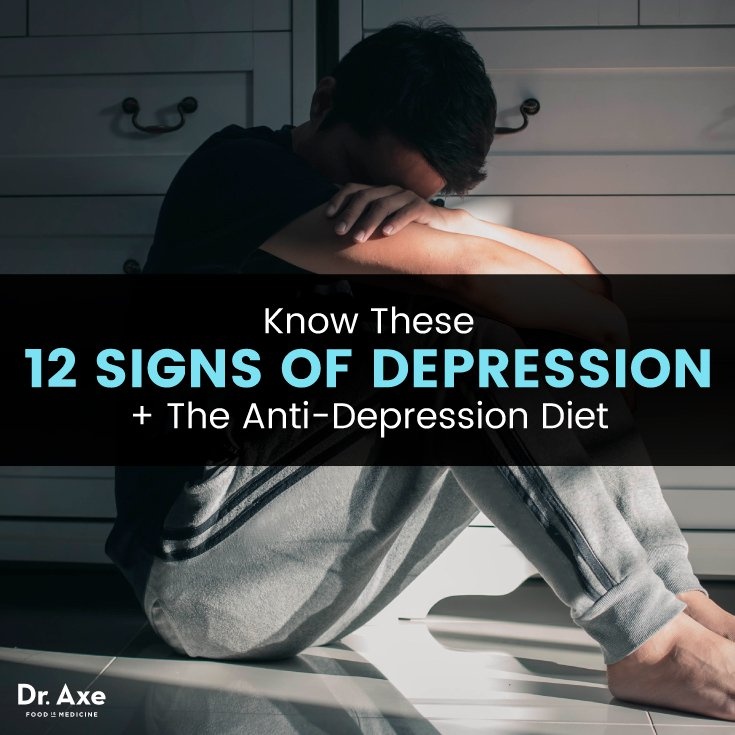 Know These
12 SIGNS OF DEPRESSION
+ The Anti-Depression Diet
Dr. Axe
FOOD IS MEDICINE